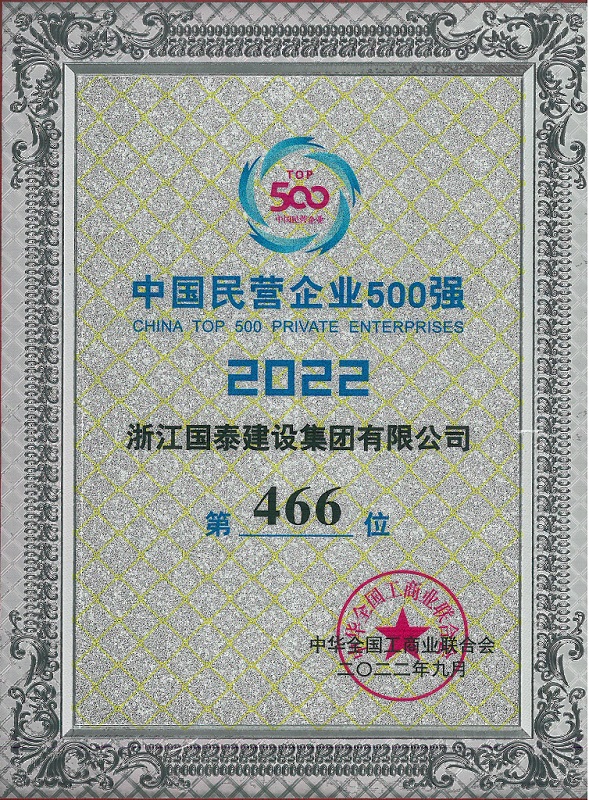 TOP
500
中国民营企业
中国民营企业500强
CHINA TOP 500 PRIVATE ENTERPRISES
2022
浙江国泰建设集团有限公司
第 466 位
中华全国工商业联合会
中华全国工商业联合会
二〇二二年九月